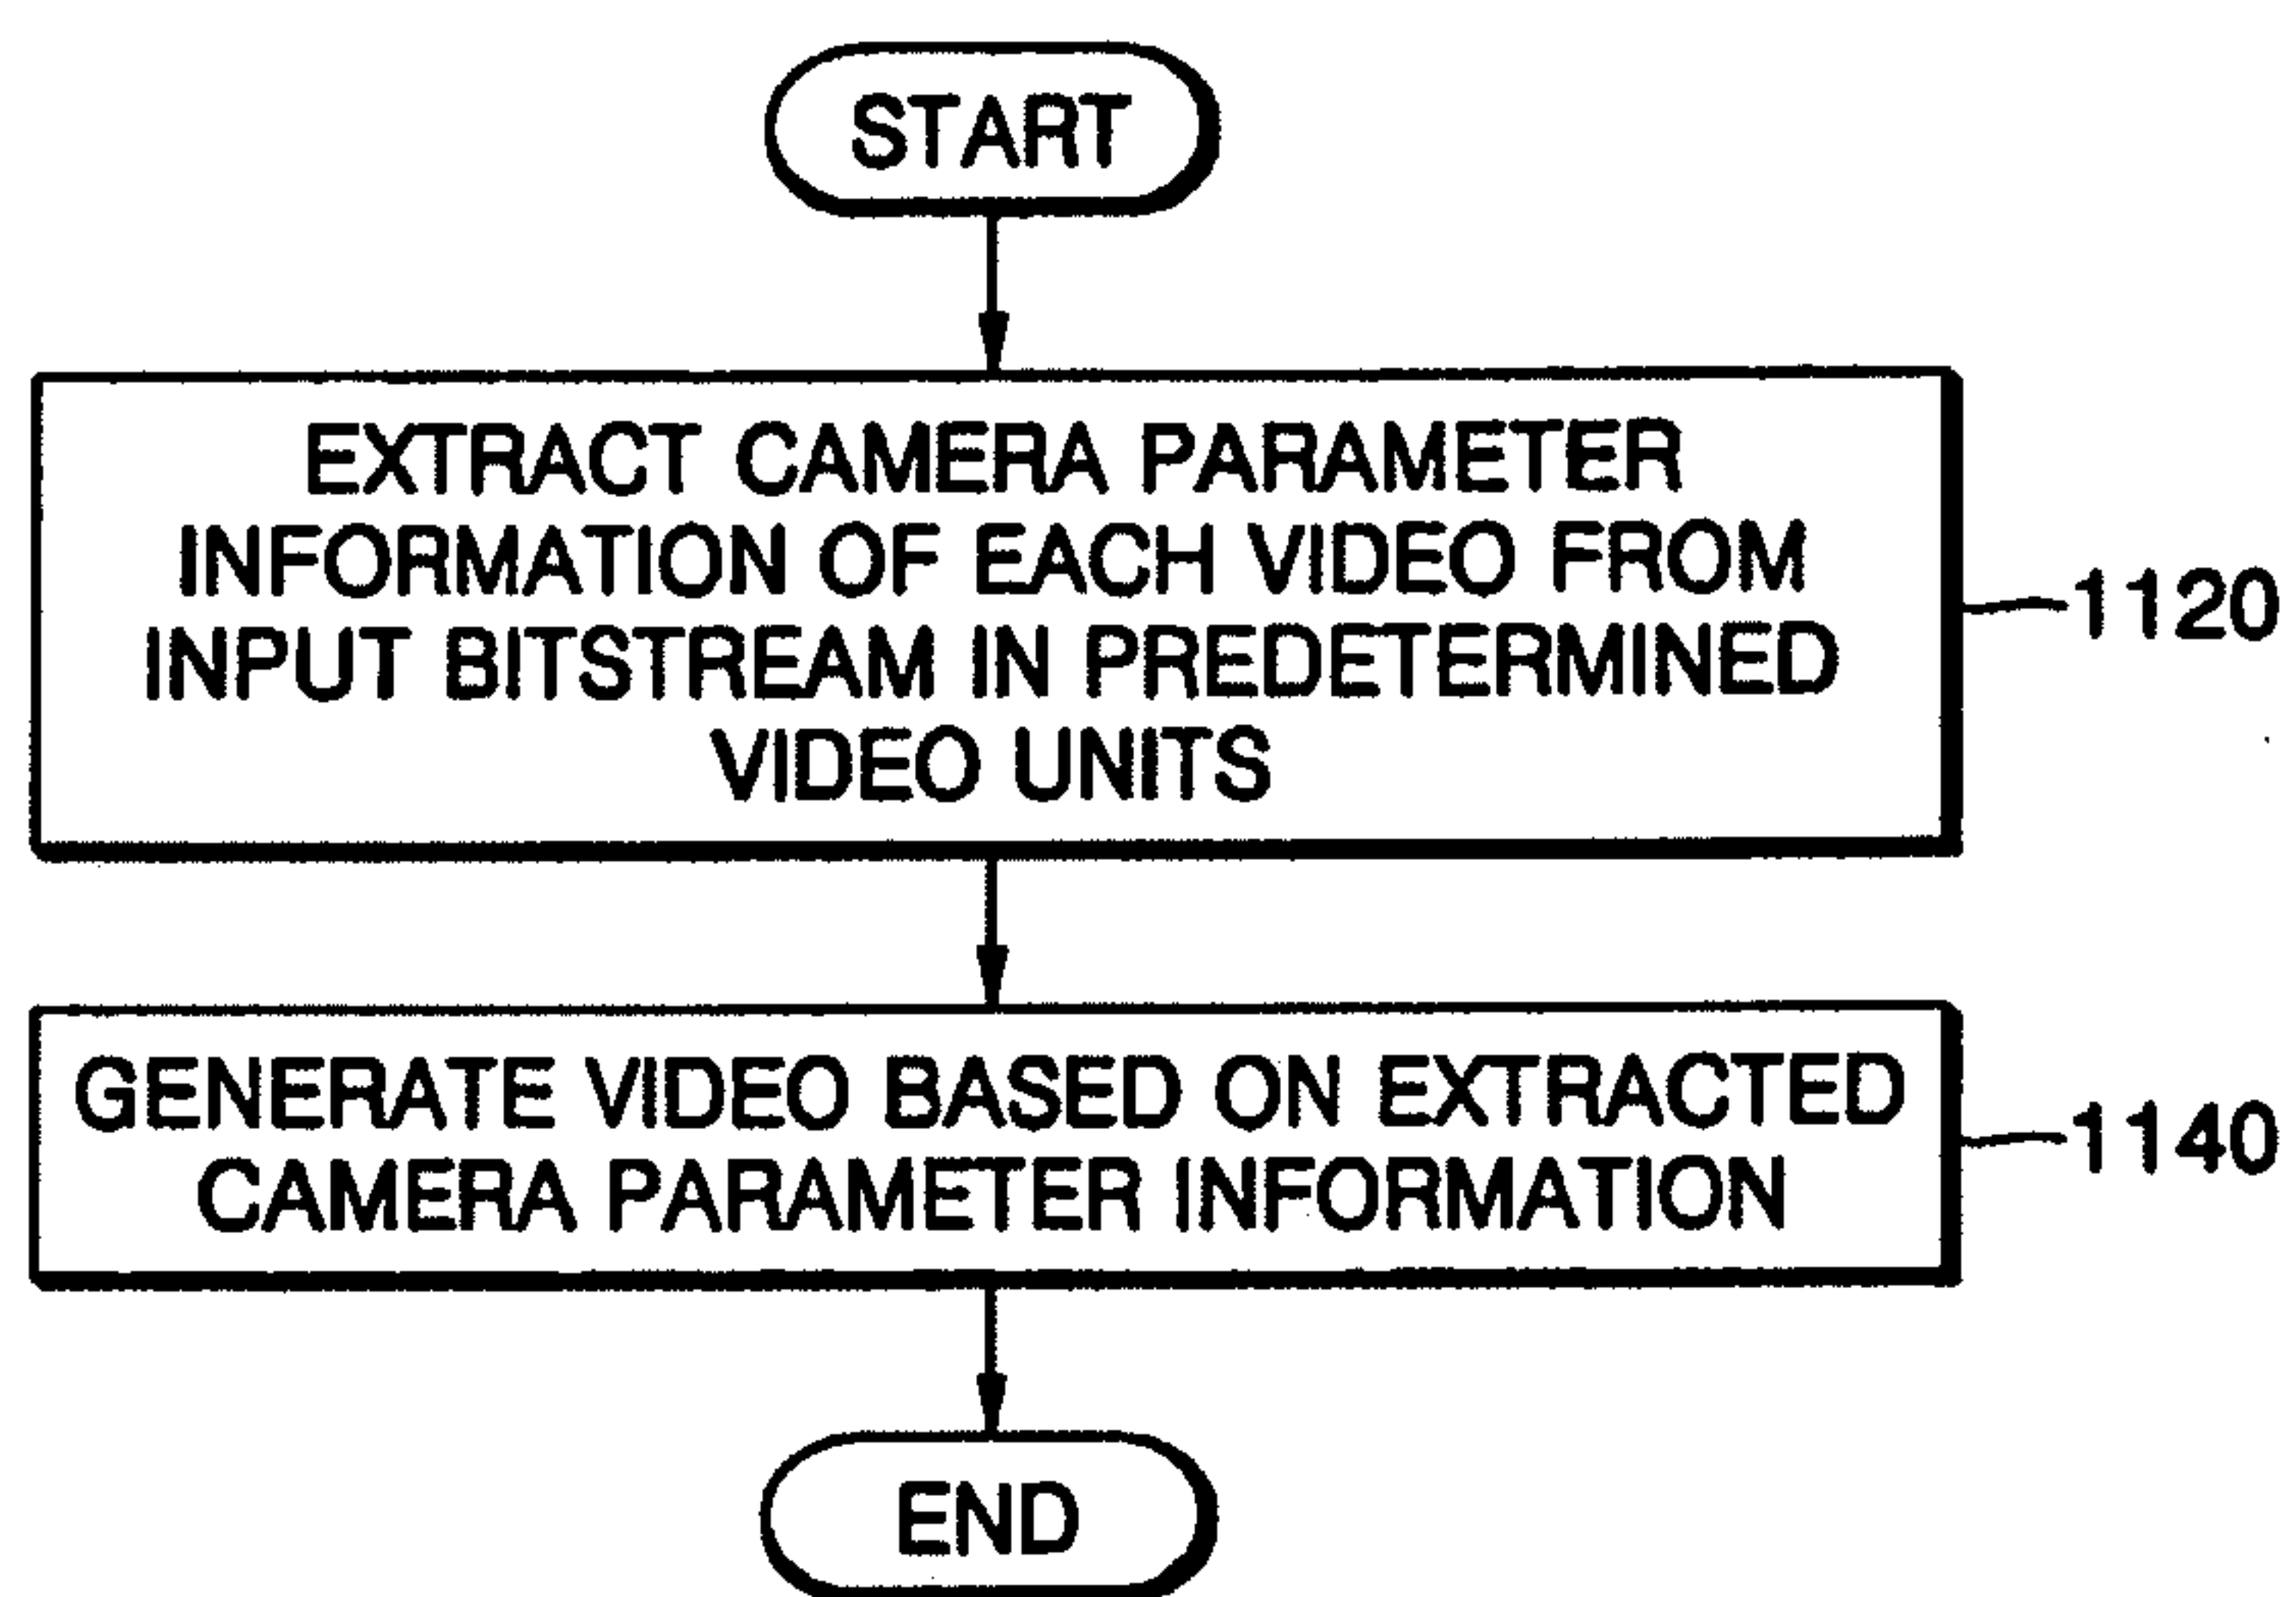 START
EXTRACT CAMERA PARAMETER
INFORMATION OF EACH VIDEO FROM
INPUT BITSTREAM IN PREDETERMINED
VIDEO UNITS
1120
GENERATE VIDEO BASED ON EXTRACTED
CAMERA PARAMETER INFORMATION
1140
END